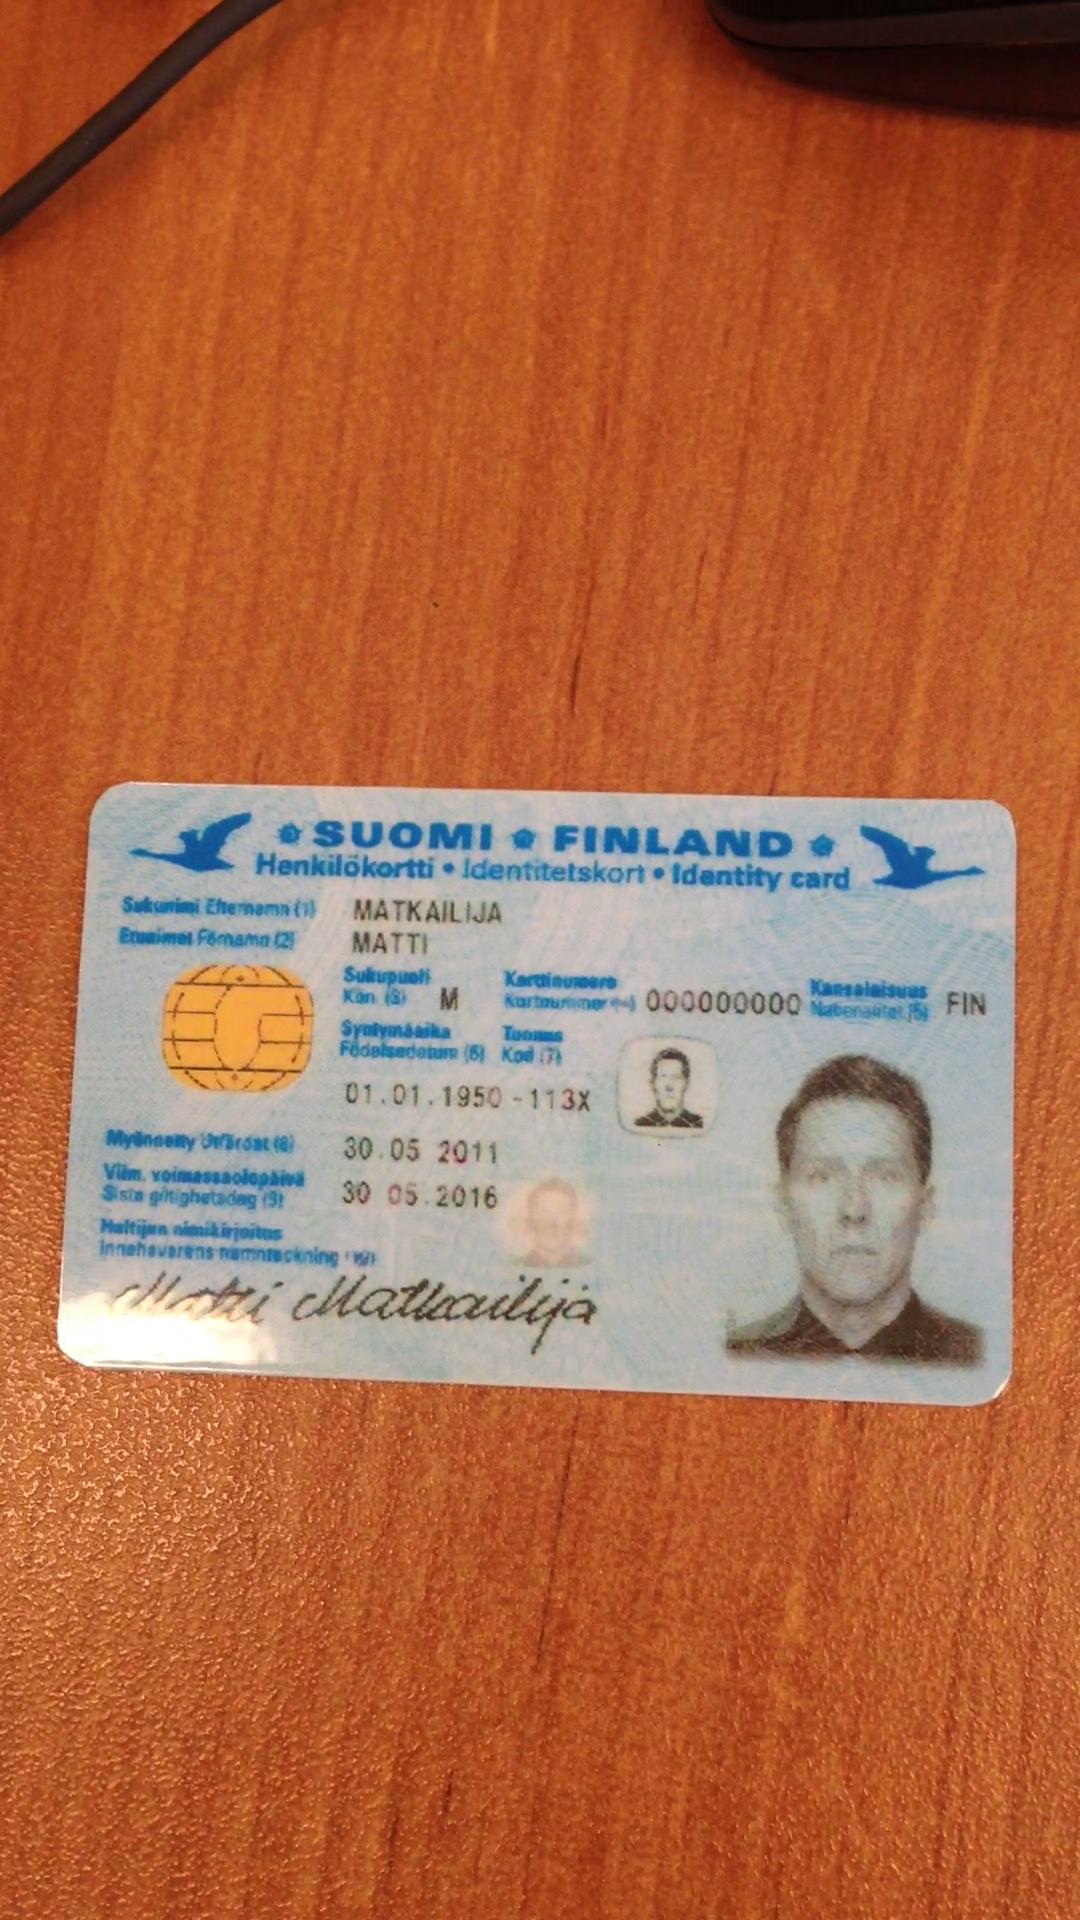 SUOMI FINLAND
Henkilökortti • Identitetskort • Identity card
Sukunimi Efternamn (1) MATKAILIJA
Etunimet Förnamn (2) MATTI
Sukupuoli Korttinumero Kansalaisuus
Kön (3) M Kortnummer (4) 000000000 Nationalitet (5) FIN
Syntymäaika Tunnus
Födelsedatum (6) Kod (7)
01.01.1950 -113X
Myönnetty Utfärdat (8) 30.05 2011
Viim. voimassaolopäivä
Sista giltighetsdag (9) 30 05.2016
Haltijan nimikirjoitus
Innehavarens namnteckning (10)
Matti Matkailija